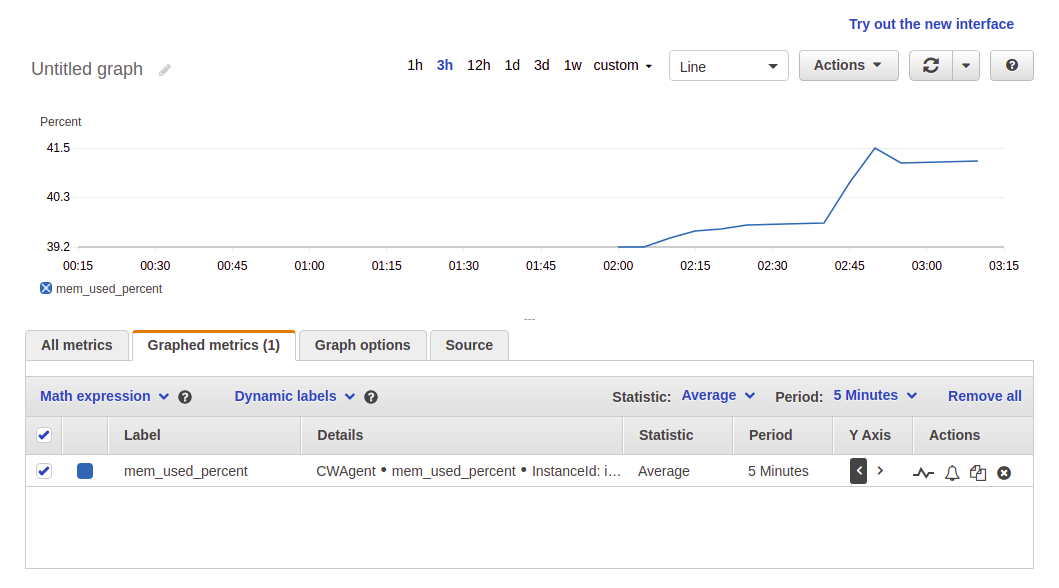 Try out the new interface
Untitled graph
1h 3h 12h 1d 3d 1w custom Line Actions ?
Percent
41.5
40.3
39.2
00:15 00:30 00:45 01:00 01:15 01:30 01:45 02:00 02:15 02:30 02:45 03:00 03:15
mem_used_percent
---
All metrics Graphed metrics (1) Graph options Source
Math expression ? Dynamic labels ? Statistic: Average Period: 5 Minutes Remove all
Label Details Statistic Period Y Axis Actions
mem_used_percent CWAgent • mem_used_percent • InstanceId: i... Average 5 Minutes < >